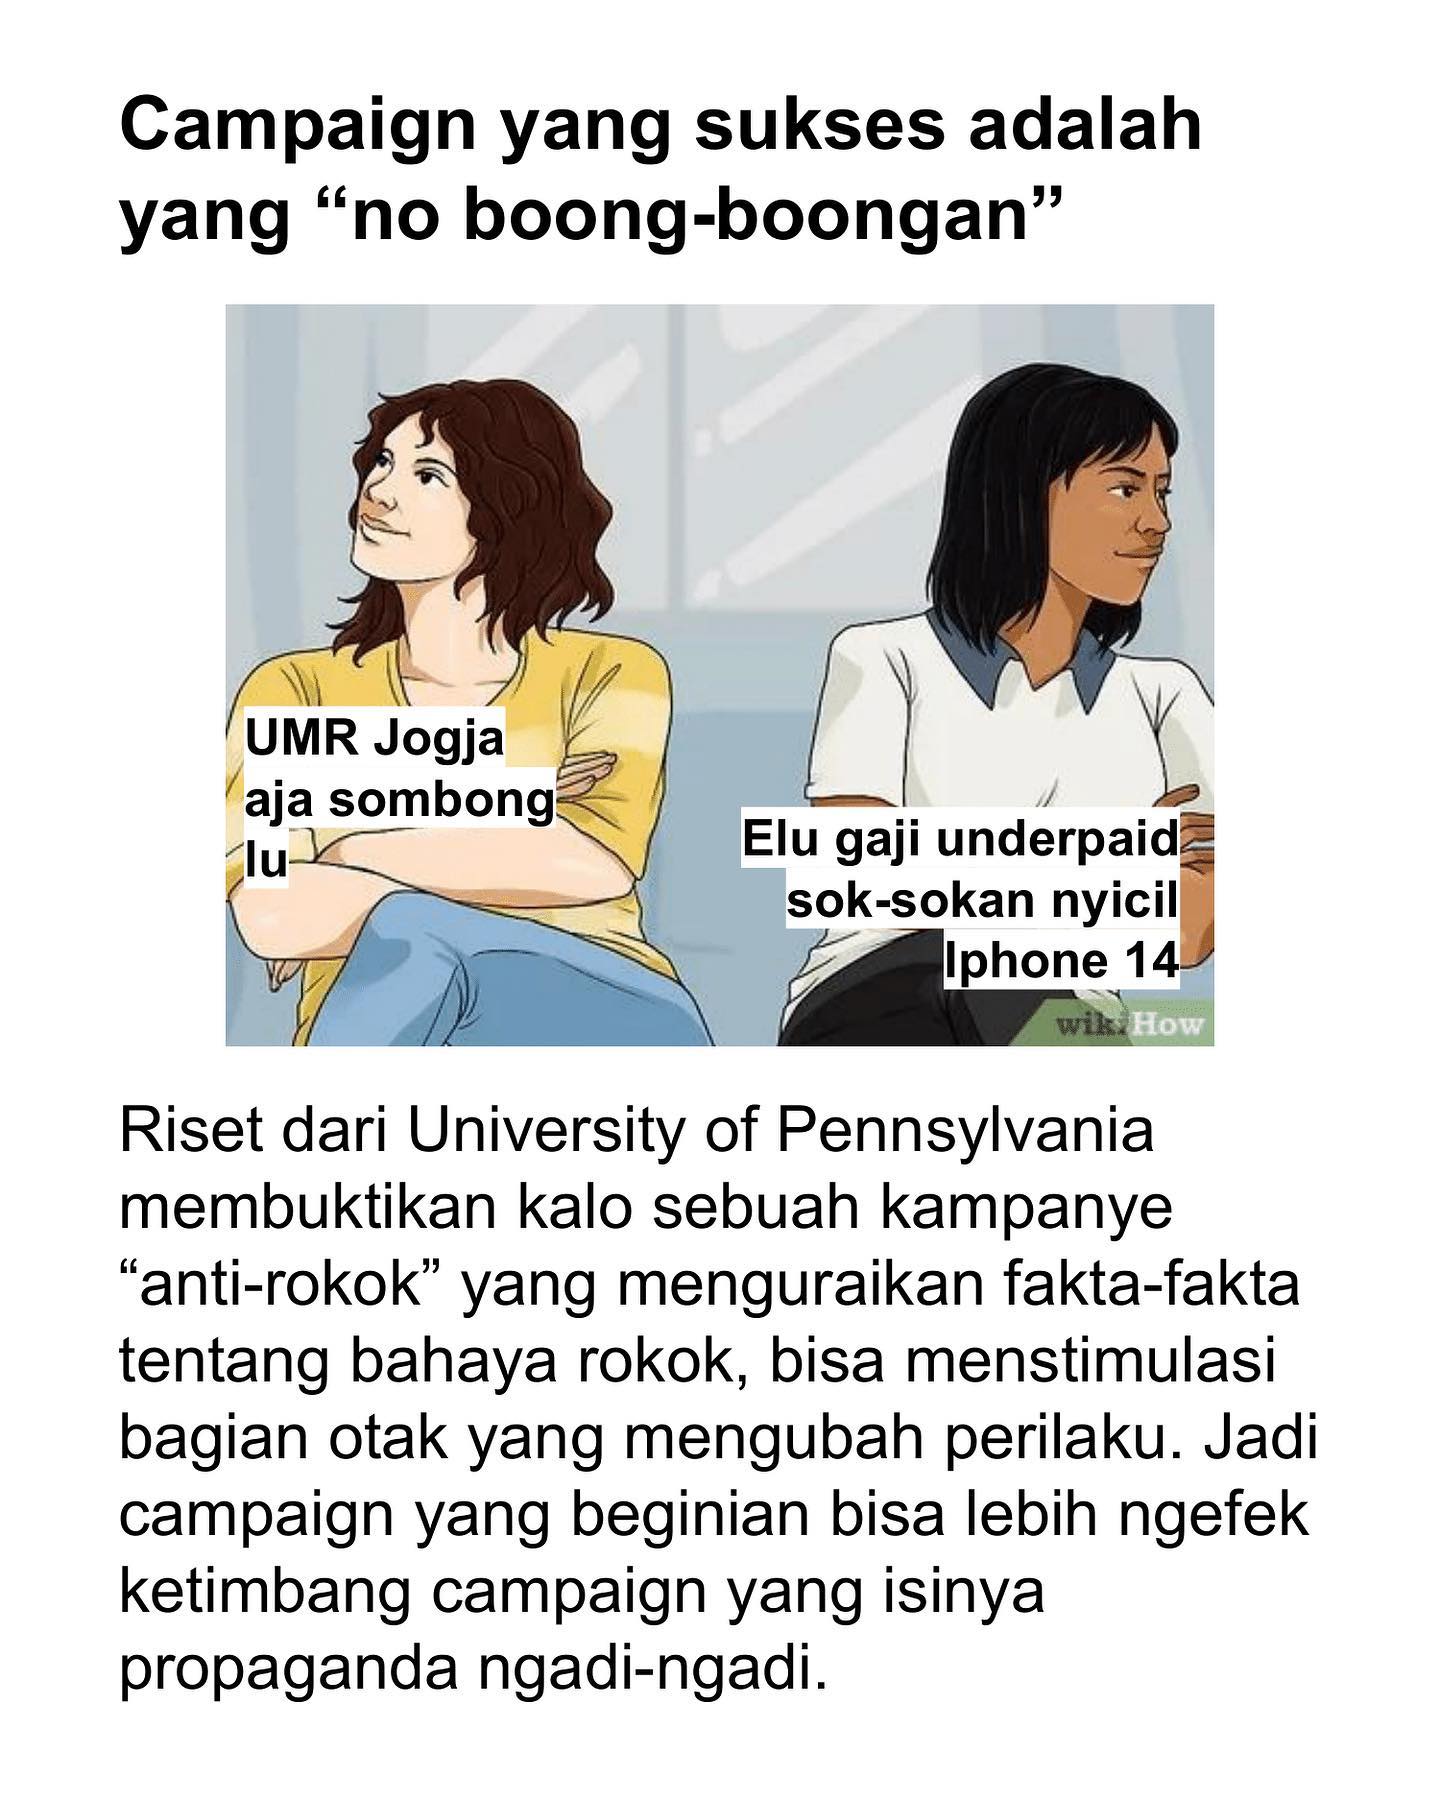 Campaign yang sukses adalah
yang “no boong-boongan”
UMR Jogja
aja sombong
lu
Elu gaji underpaid
sok-sokan nyicil
Iphone 14
wikiHow
Riset dari University of Pennsylvania
membuktikan kalo sebuah kampanye
“anti-rokok” yang menguraikan fakta-fakta
tentang bahaya rokok, bisa menstimulasi
bagian otak yang mengubah perilaku. Jadi
campaign yang beginian bisa lebih ngefek
ketimbang campaign yang isinya
propaganda ngadi-ngadi.